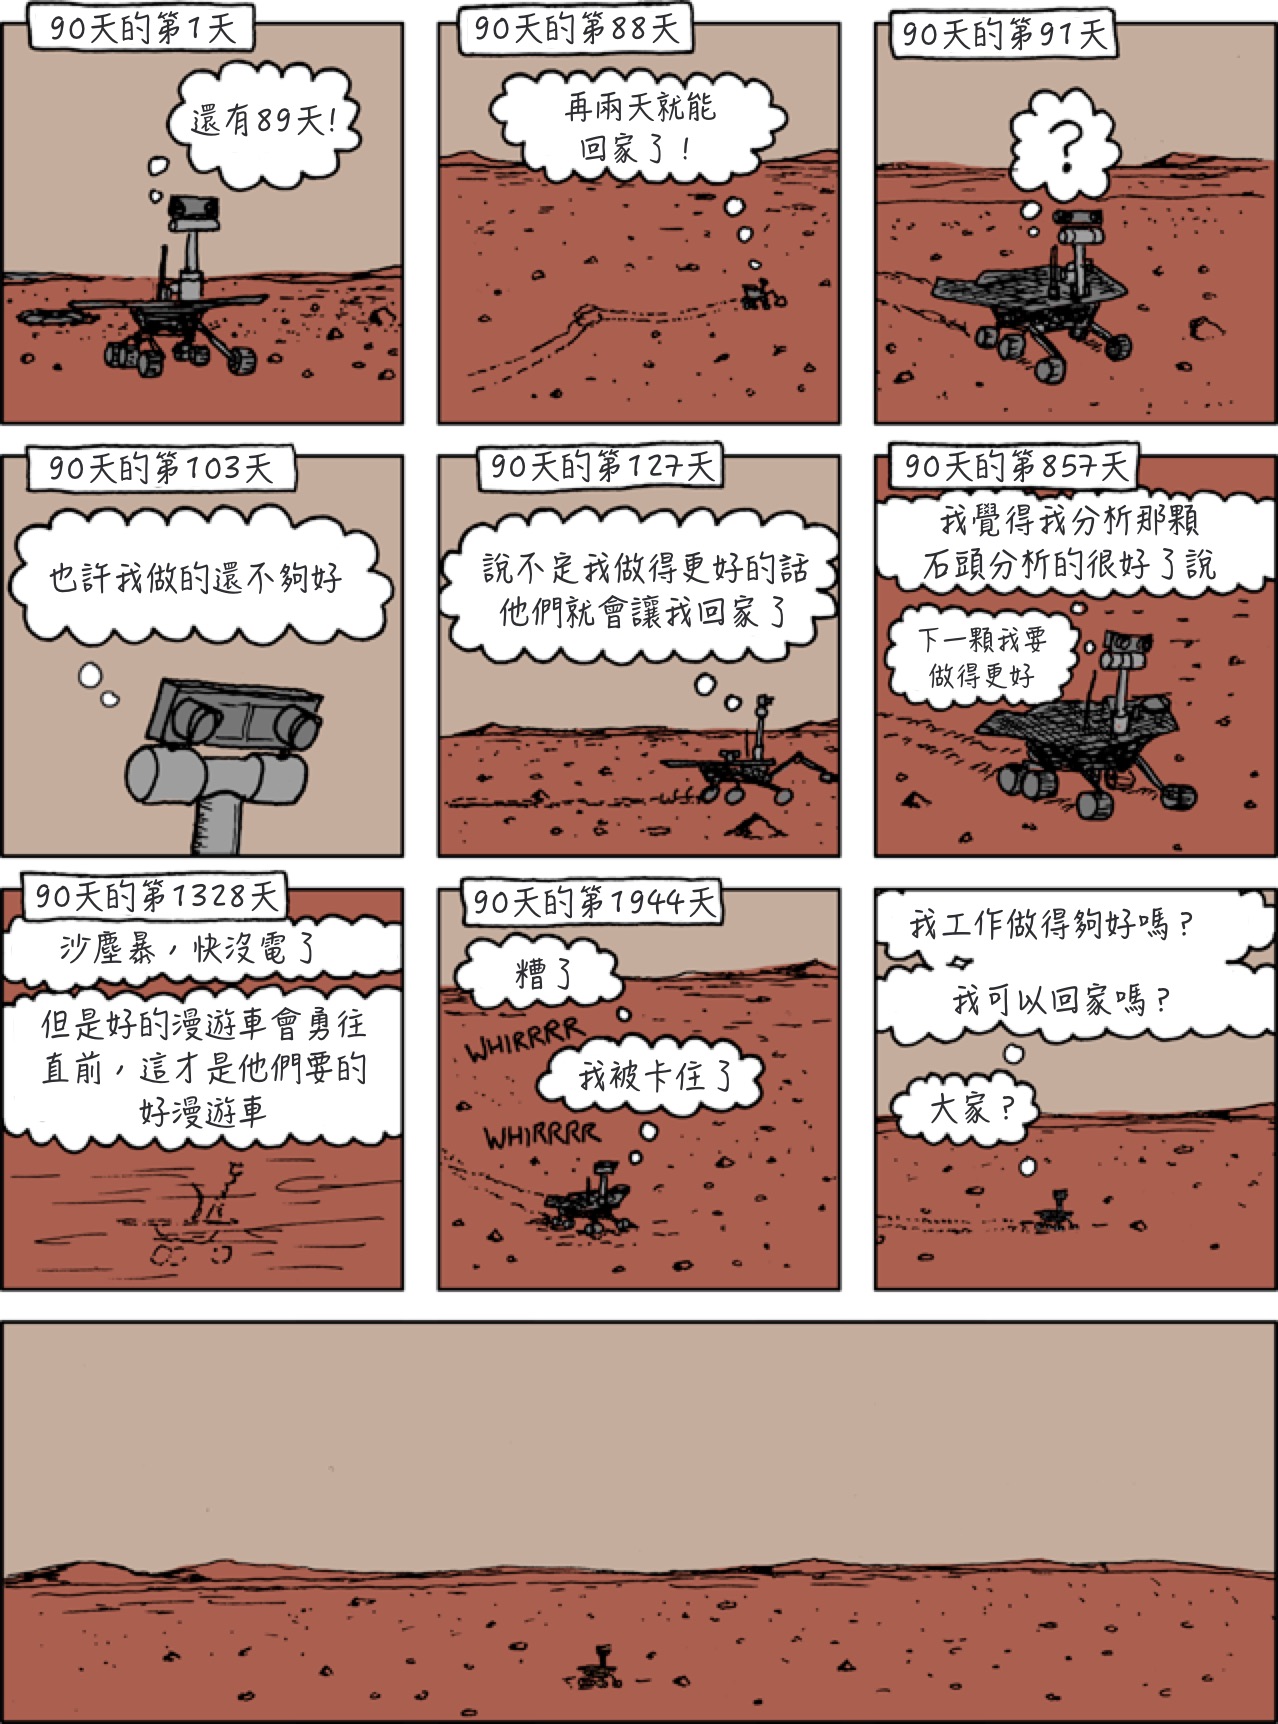 90天的第1天
還有89天!
90天的第88天
再兩天就能
回家了！
90天的第91天
?
90天的第103天
也許我做的還不夠好
90天的第127天
說不定我做得更好的話
他們就會讓我回家了
90天的第857天
我覺得我分析那顆
石頭分析的很好了說
下一顆我要
做得更好
90天的第1328天
沙塵暴，快沒電了
但是好的漫遊車會勇往
直前，這才是他們要的
好漫遊車
90天的第1944天
糟了
WHIRRRR
我被卡住了
WHIRRRR
我工作做得夠好嗎？
我可以回家嗎？
大家？